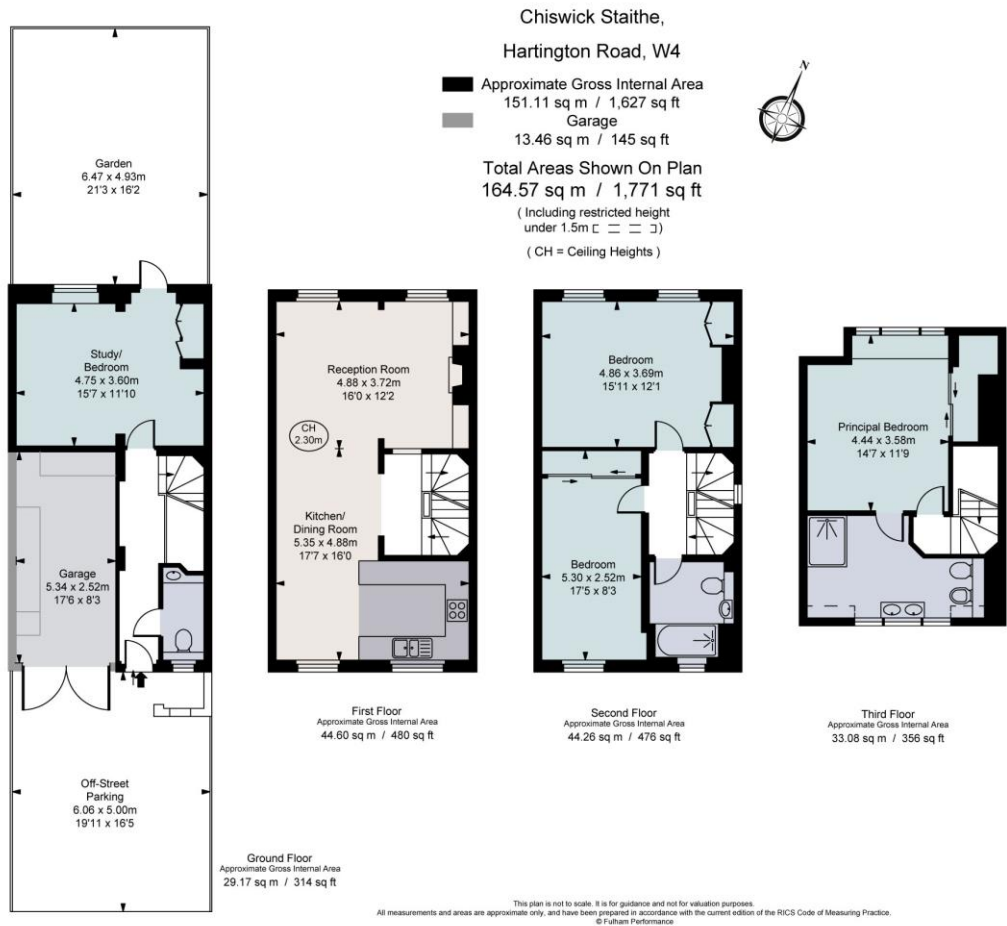 Chiswick Staithe,
Hartington Road, W4
Approximate Gross Internal Area
151.11 sq m / 1,627 sq ft
Garage
13.46 sq m / 145 sq ft
Total Areas Shown On Plan
164.57 sq m / 1,771 sq ft
( Including restricted height
under 1.5m )
( CH = Ceiling Heights )
N
Garden
6.47 x 4.93m
21'3 x 16'2
Study/
Bedroom
4.75 x 3.60m
15'7 x 11'10
Garage
5.34 x 2.52m
17'6 x 8'3
Off-Street
Parking
6.06 x 5.00m
19'11 x 16'5
Ground Floor
Approximate Gross Internal Area
29.17 sq m / 314 sq ft
Reception Room
4.88 x 3.72m
16'0 x 12'2
CH
2.30m
Kitchen/
Dining Room
5.35 x 4.88m
17'7 x 16'0
First Floor
Approximate Gross Internal Area
44.60 sq m / 480 sq ft
Bedroom
4.86 x 3.69m
15'11 x 12'1
Bedroom
5.30 x 2.52m
17'5 x 8'3
Second Floor
Approximate Gross Internal Area
44.26 sq m / 476 sq ft
Principal Bedroom
4.44 x 3.58m
14'7 x 11'9
Third Floor
Approximate Gross Internal Area
33.08 sq m / 356 sq ft
This plan is not to scale. It is for guidance and not for valuation purposes.
All measurements and areas are approximate only, and have been prepared in accordance with the current edition of the RICS Code of Measuring Practice.
© Fulham Performance